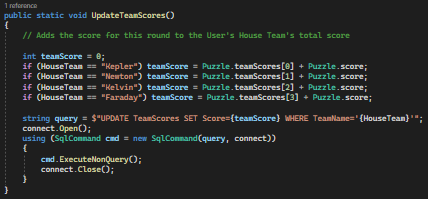 1 reference
public static void UpdateTeamScores()
{
// Adds the score for this round to the User's House Team's total score
int teamScore = 0;
if (HouseTeam == "Kepler") teamScore = Puzzle.teamScores[0] + Puzzle.score;
if (HouseTeam == "Newton") teamScore = Puzzle.teamScores[1] + Puzzle.score;
if (HouseTeam == "Kelvin") teamScore = Puzzle.teamScores[2] + Puzzle.score;
if (HouseTeam == "Faraday") teamScore = Puzzle.teamScores[3] + Puzzle.score;
string query = $"UPDATE TeamScores SET Score={teamScore} WHERE TeamName='{HouseTeam}'";
connect.Open();
using (SqlCommand cmd = new SqlCommand(query, connect))
{
cmd.ExecuteNonQuery();
connect.Close();
}
}